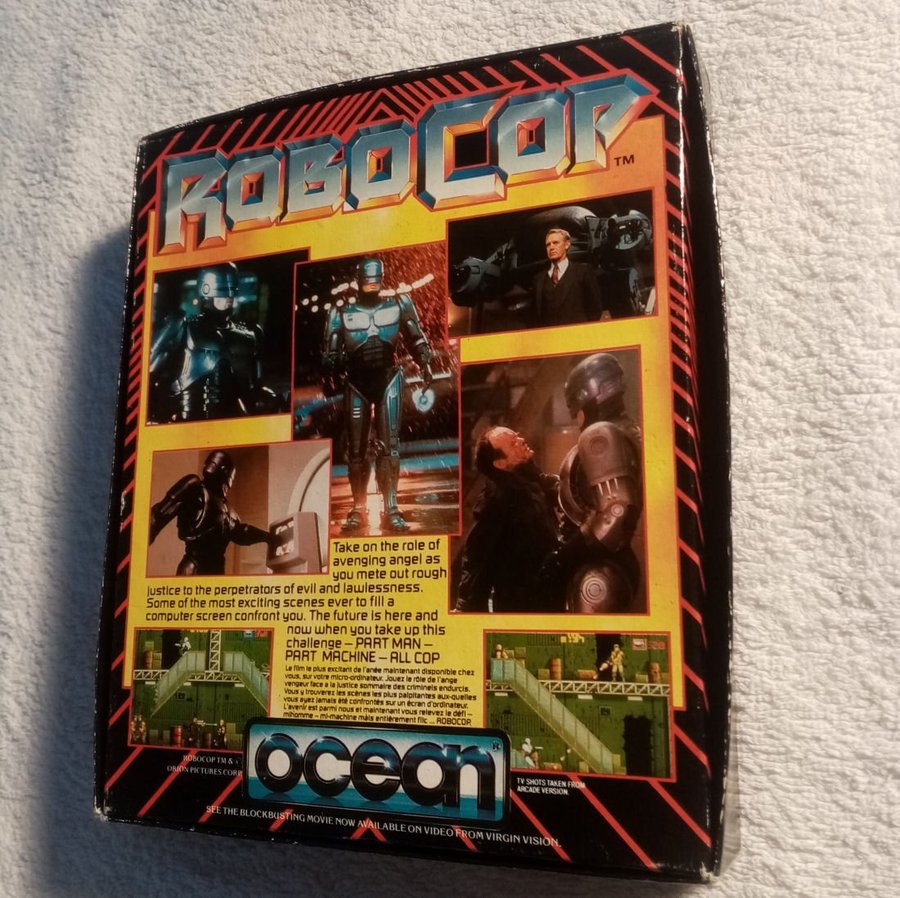 ROBOCOP™
Take on the role of
avenging angel as
you mete out rough
justice to the perpetrators of evil and lawlessness.
Some of the most exciting scenes ever to fill a
computer screen confront you. The future is here and
now when you take up this
challenge – PART MAN –
PART MACHINE – ALL COP
Le film le plus excitant de l'anée maintenant disponible chez
vous, sur votre micro-ordinateur. Jouez le rôle de l'ange
vengeur face a la justice sommaire des criminels endurcis.
Vous y trouverez les scènes les plus palpitantes aux-quelles
vous ayez jamais été confrontés sur un écran d'ordinateur.
L'avenir est parmi nous et maintenant vous relevez le défi –
mihomme – mi-machine mais entièrement flic ... ROBOCOP.
ROBOCOP TM &
ORION PICTURES CORP
ocean®
TV SHOTS TAKEN FROM
ARCADE VERSION.
SEE THE BLOCKBUSTING MOVIE NOW AVAILABLE ON VIDEO FROM VIRGIN VISION.